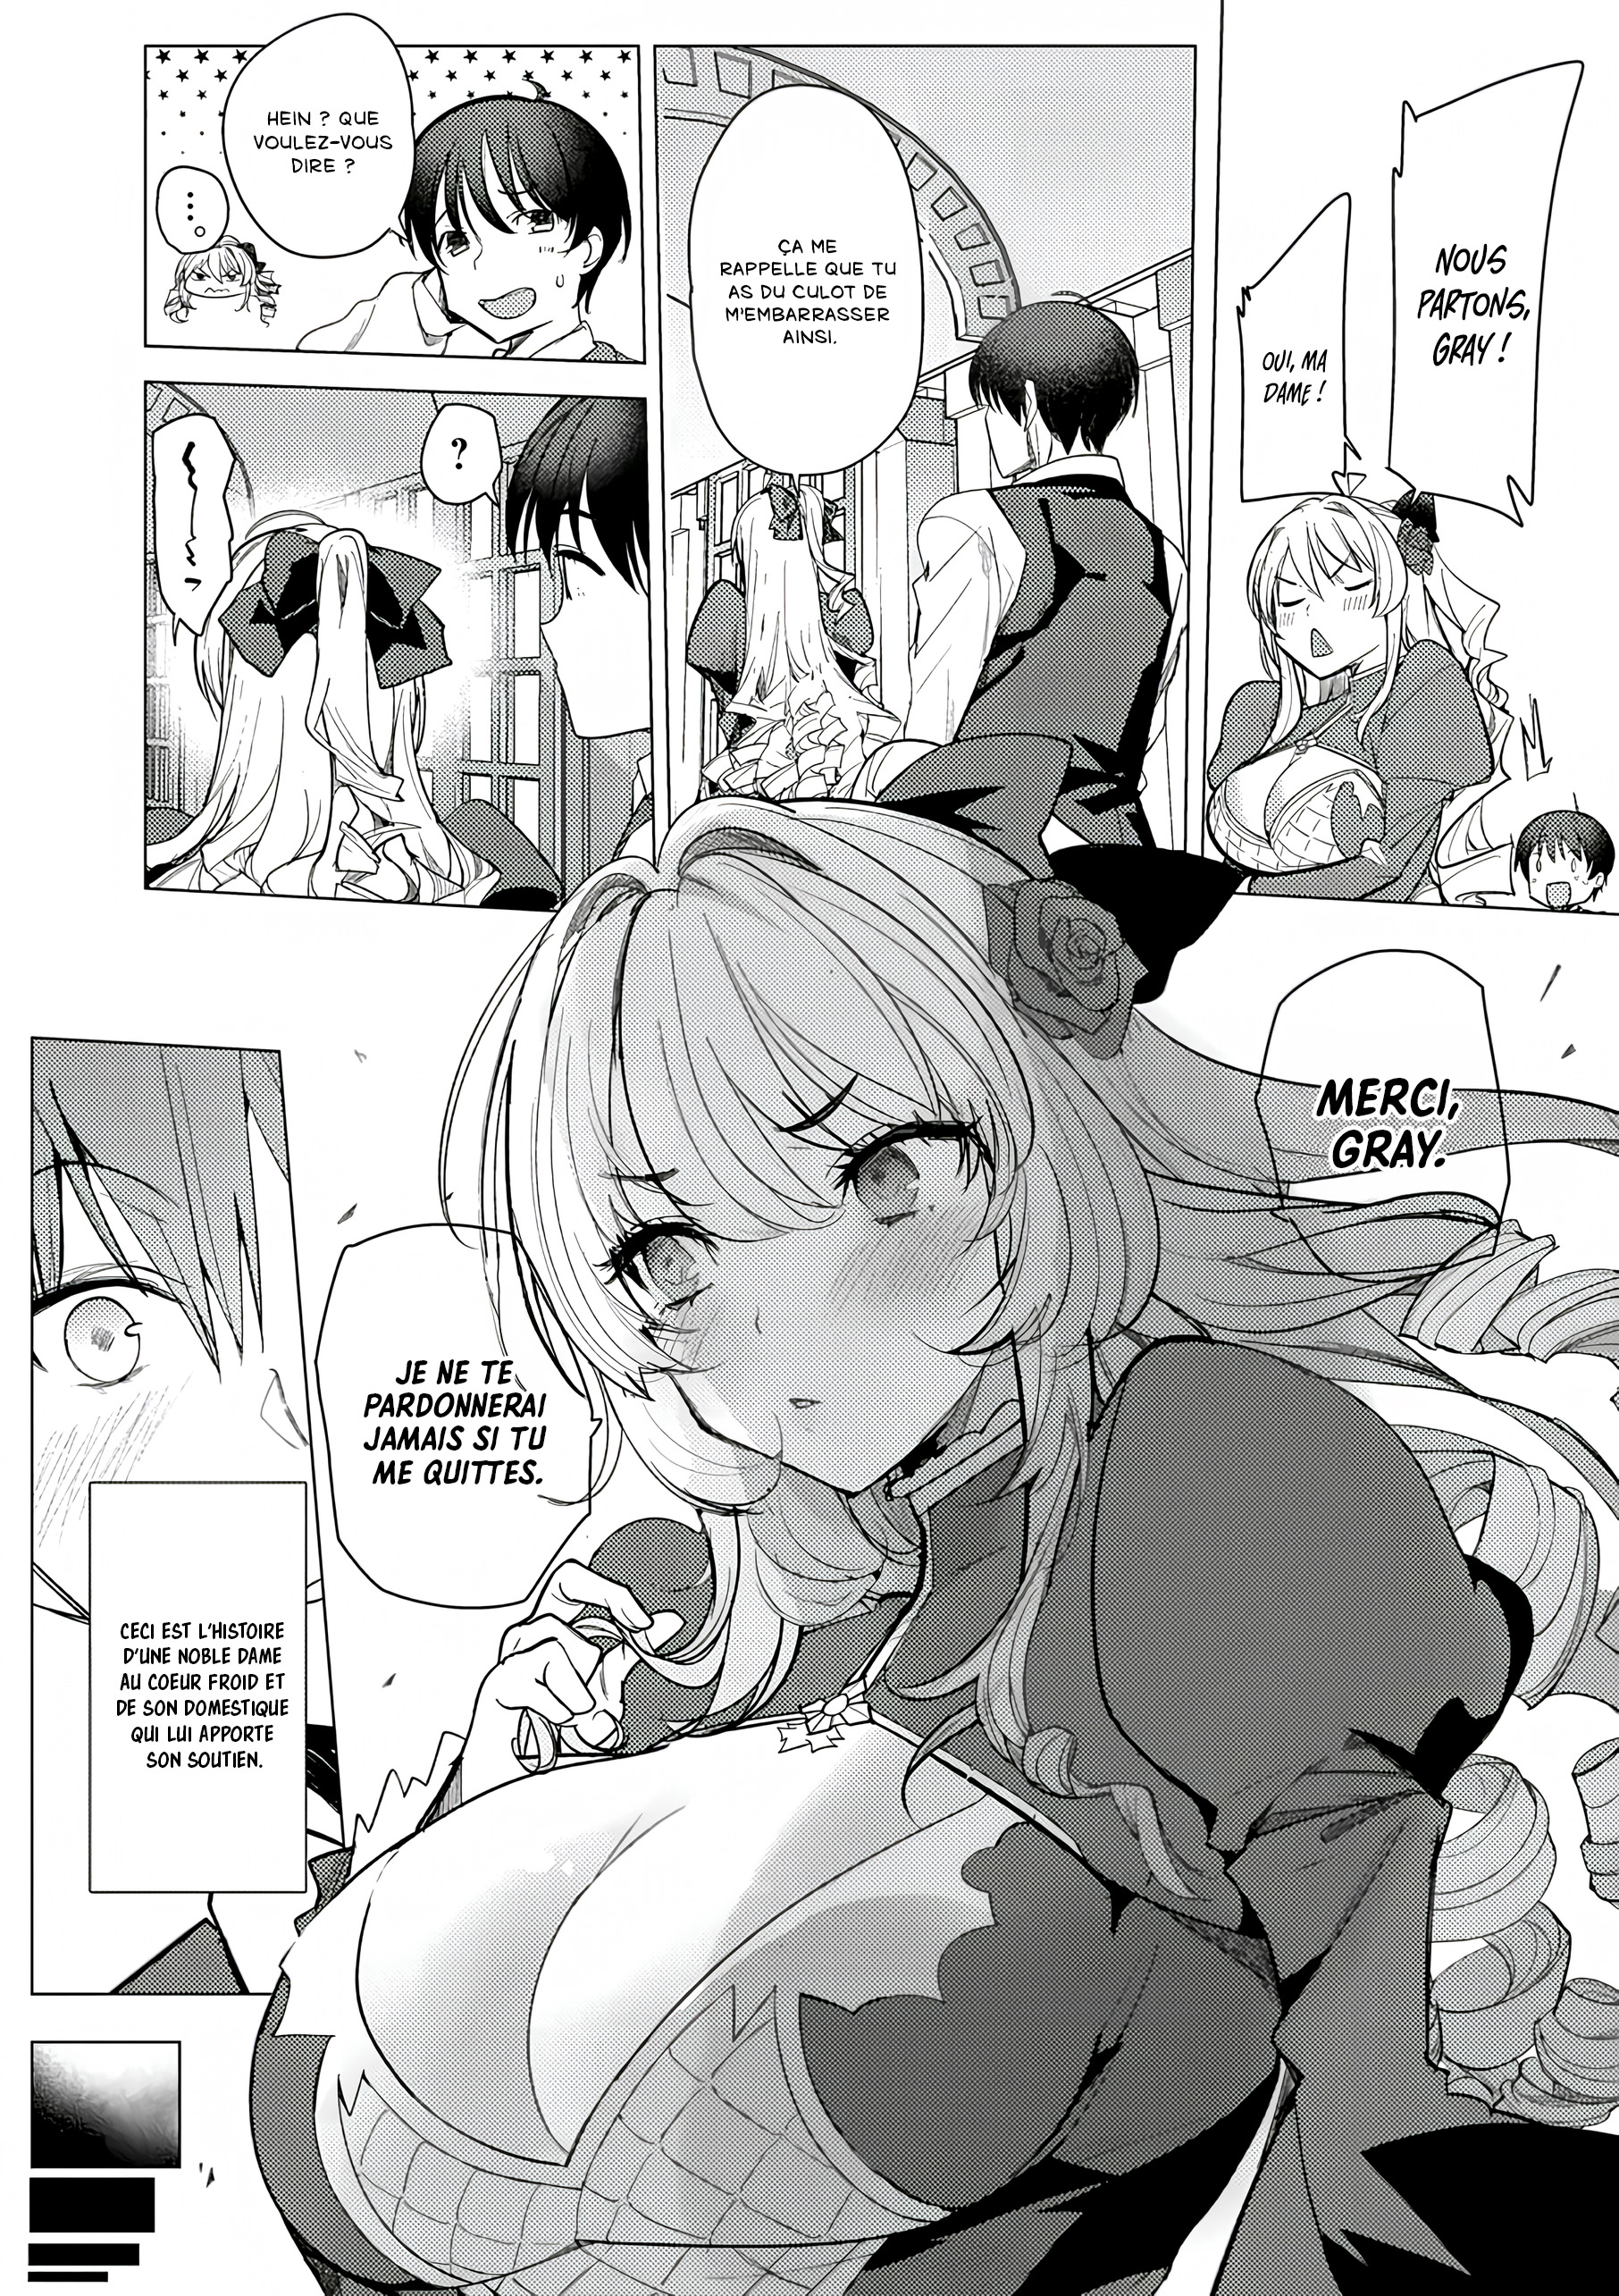 NOUS
PARTONS,
GRAY !
OUI, MA
DAME !
ÇA ME
RAPPELLE QUE TU
AS DU CULOT DE
M'EMBARRASSER
AINSI.
HEIN ? QUE
VOULEZ-VOUS
DIRE ?
...
?
MERCI,
GRAY.
JE NE TE
PARDONNERAI
JAMAIS SI TU
ME QUITTES.
CECI EST L'HISTOIRE
D'UNE NOBLE DAME
AU COEUR FROID ET
DE SON DOMESTIQUE
QUI LUI APPORTE
SON SOUTIEN.